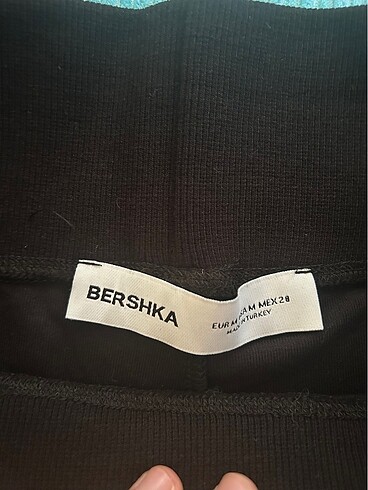 BERSHKA
EUR M USA M MEX 28
MADE IN TURKEY